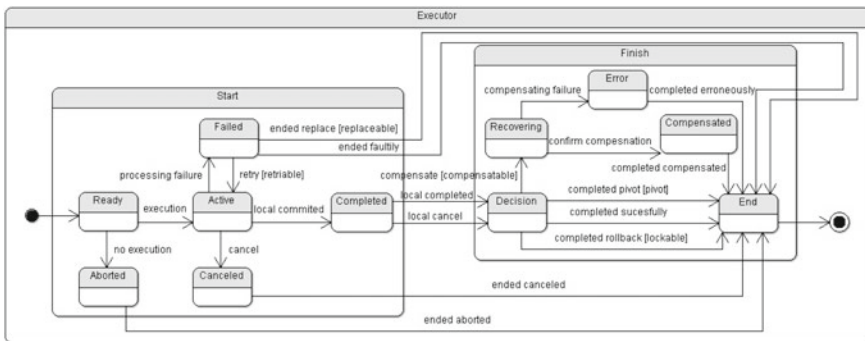 Executor
Finish
Error
compensating failure
completed erroneously
Start
Failed
ended replace [replaceable]
Recovering
Compensated
confirm compesnation
ended faultily
processing failure
retry [retriable]
compensate [compensatable]
completed compensated
Ready
execution
Active
local commited
Completed
local completed
local cancel
Decision
completed pivot [pivot]
completed sucesfully
completed rollback [lockable]
End
no execution
cancel
Aborted
Canceled
ended canceled
ended aborted